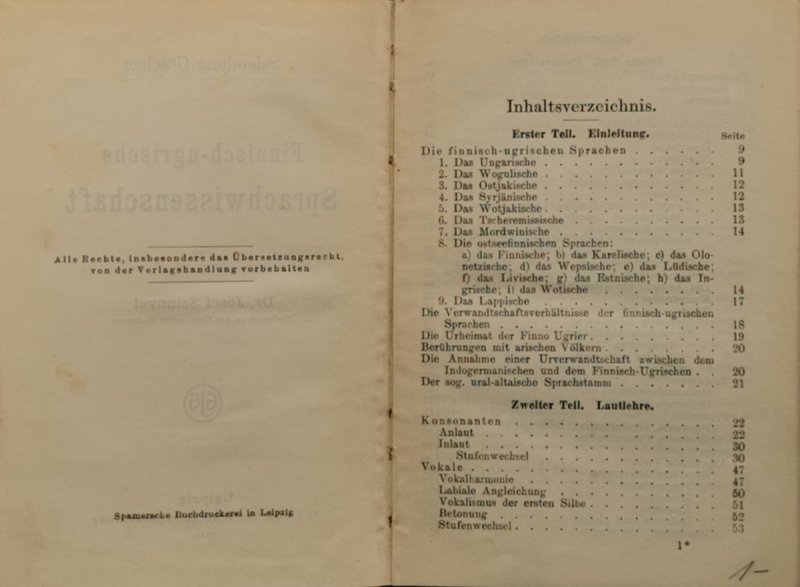 Alle Rechte, insbesondere das Übersetzungsrecht,
von der Verlagshandlung vorbehalten
Spamersche Buchdruckerei in Leipzig
Inhaltsverzeichnis.
Erster Teil. Einleitung.
Seite
Die finnisch-ugrischen Sprachen . . . . . . 9
1. Das Ungarische . . . . . . . . . . . . 9
2. Das Wogulische . . . . . . . . . . . . 11
3. Das Ostjakische . . . . . . . . . . . . 12
4. Das Syrjänische . . . . . . . . . . . . 12
5. Das Wotjakische . . . . . . . . . . . . 13
6. Das Tscheremissische . . . . . . . . . . 13
7. Das Mordwinische . . . . . . . . . . . 14
8. Die ostseefinnischen Sprachen:
a) das Finnische; b) das Karelische; c) das Olo-
netzische; d) das Wepsische; e) das Lüdische;
f) das Livische; g) das Estnische; h) das In-
grische; i) das Wotische . . . . . . . . 14
9. Das Lappische . . . . . . . . . . . . 17
Die Verwandtschaftsverhältnisse der finnisch-ugrischen
Sprachen . . . . . . . . . . . . . . 18
Die Urheimat der Finno Ugrier . . . . . . . . 19
Berührungen mit arischen Völkern . . . . . . . 20
Die Annahme einer Urverwandtschaft zwischen dem
Indogermanischen und dem Finnisch-Ugrischen . . 20
Der sog. ural-altaische Sprachstamm . . . . . . . 21
Zweiter Teil. Lautlehre.
Konsonanten . . . . . . . . . . . . . . 22
Anlaut . . . . . . . . . . . . . . . 22
Inlaut . . . . . . . . . . . . . . . 30
Stufenwechsel . . . . . . . . . . . . 30
Vokale . . . . . . . . . . . . . . . . 47
Vokalharmonie . . . . . . . . . . . . 47
Labiale Angleichung . . . . . . . . . . 50
Vokalismus der ersten Silbe . . . . . . . . 51
Betonung . . . . . . . . . . . . . . 52
Stufenwechsel . . . . . . . . . . . . . 53
1*
1-